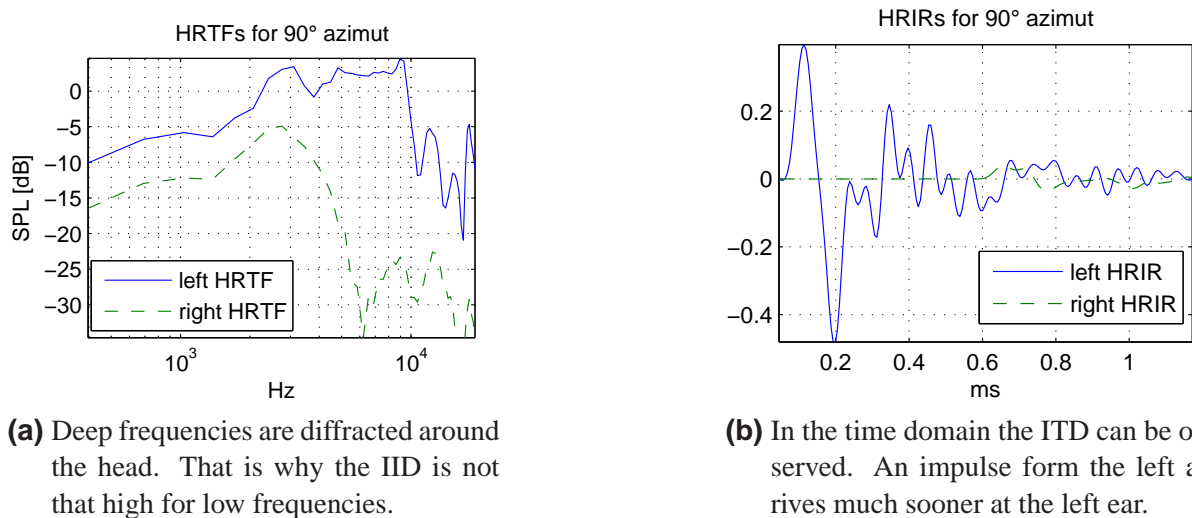 HRTFs for 90° azimut
SPL [dB]
0
−5
−10
−15
−20
−25
−30
left HRTF
right HRTF
10^3
10^4
Hz
(a) Deep frequencies are diffracted around
the head. That is why the IID is not
that high for low frequencies.
HRIRs for 90° azimut
0.2
0
−0.2
−0.4
left HRIR
right HRIR
0.2
0.4
0.6
0.8
1
ms
(b) In the time domain the ITD can be o
served. An impulse form the left a
rives much sooner at the left ear.